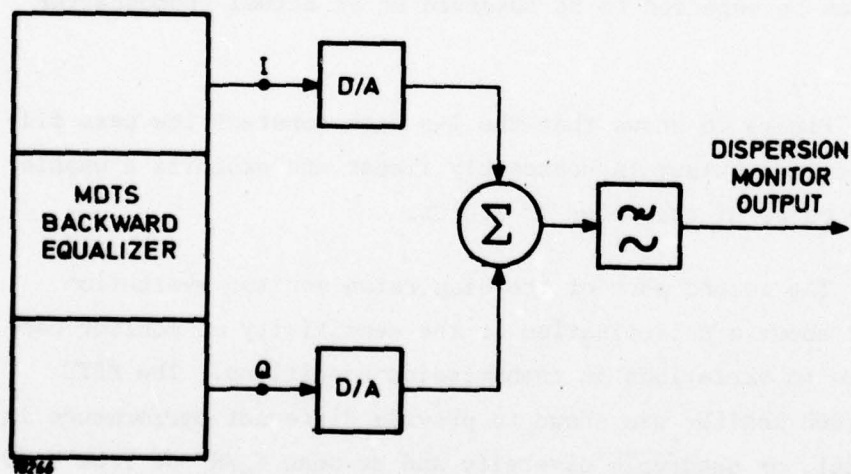 I
D/A
DISPERSION
MONITOR
OUTPUT
MDTS
BACKWARD
EQUALIZER
Σ
Q
D/A